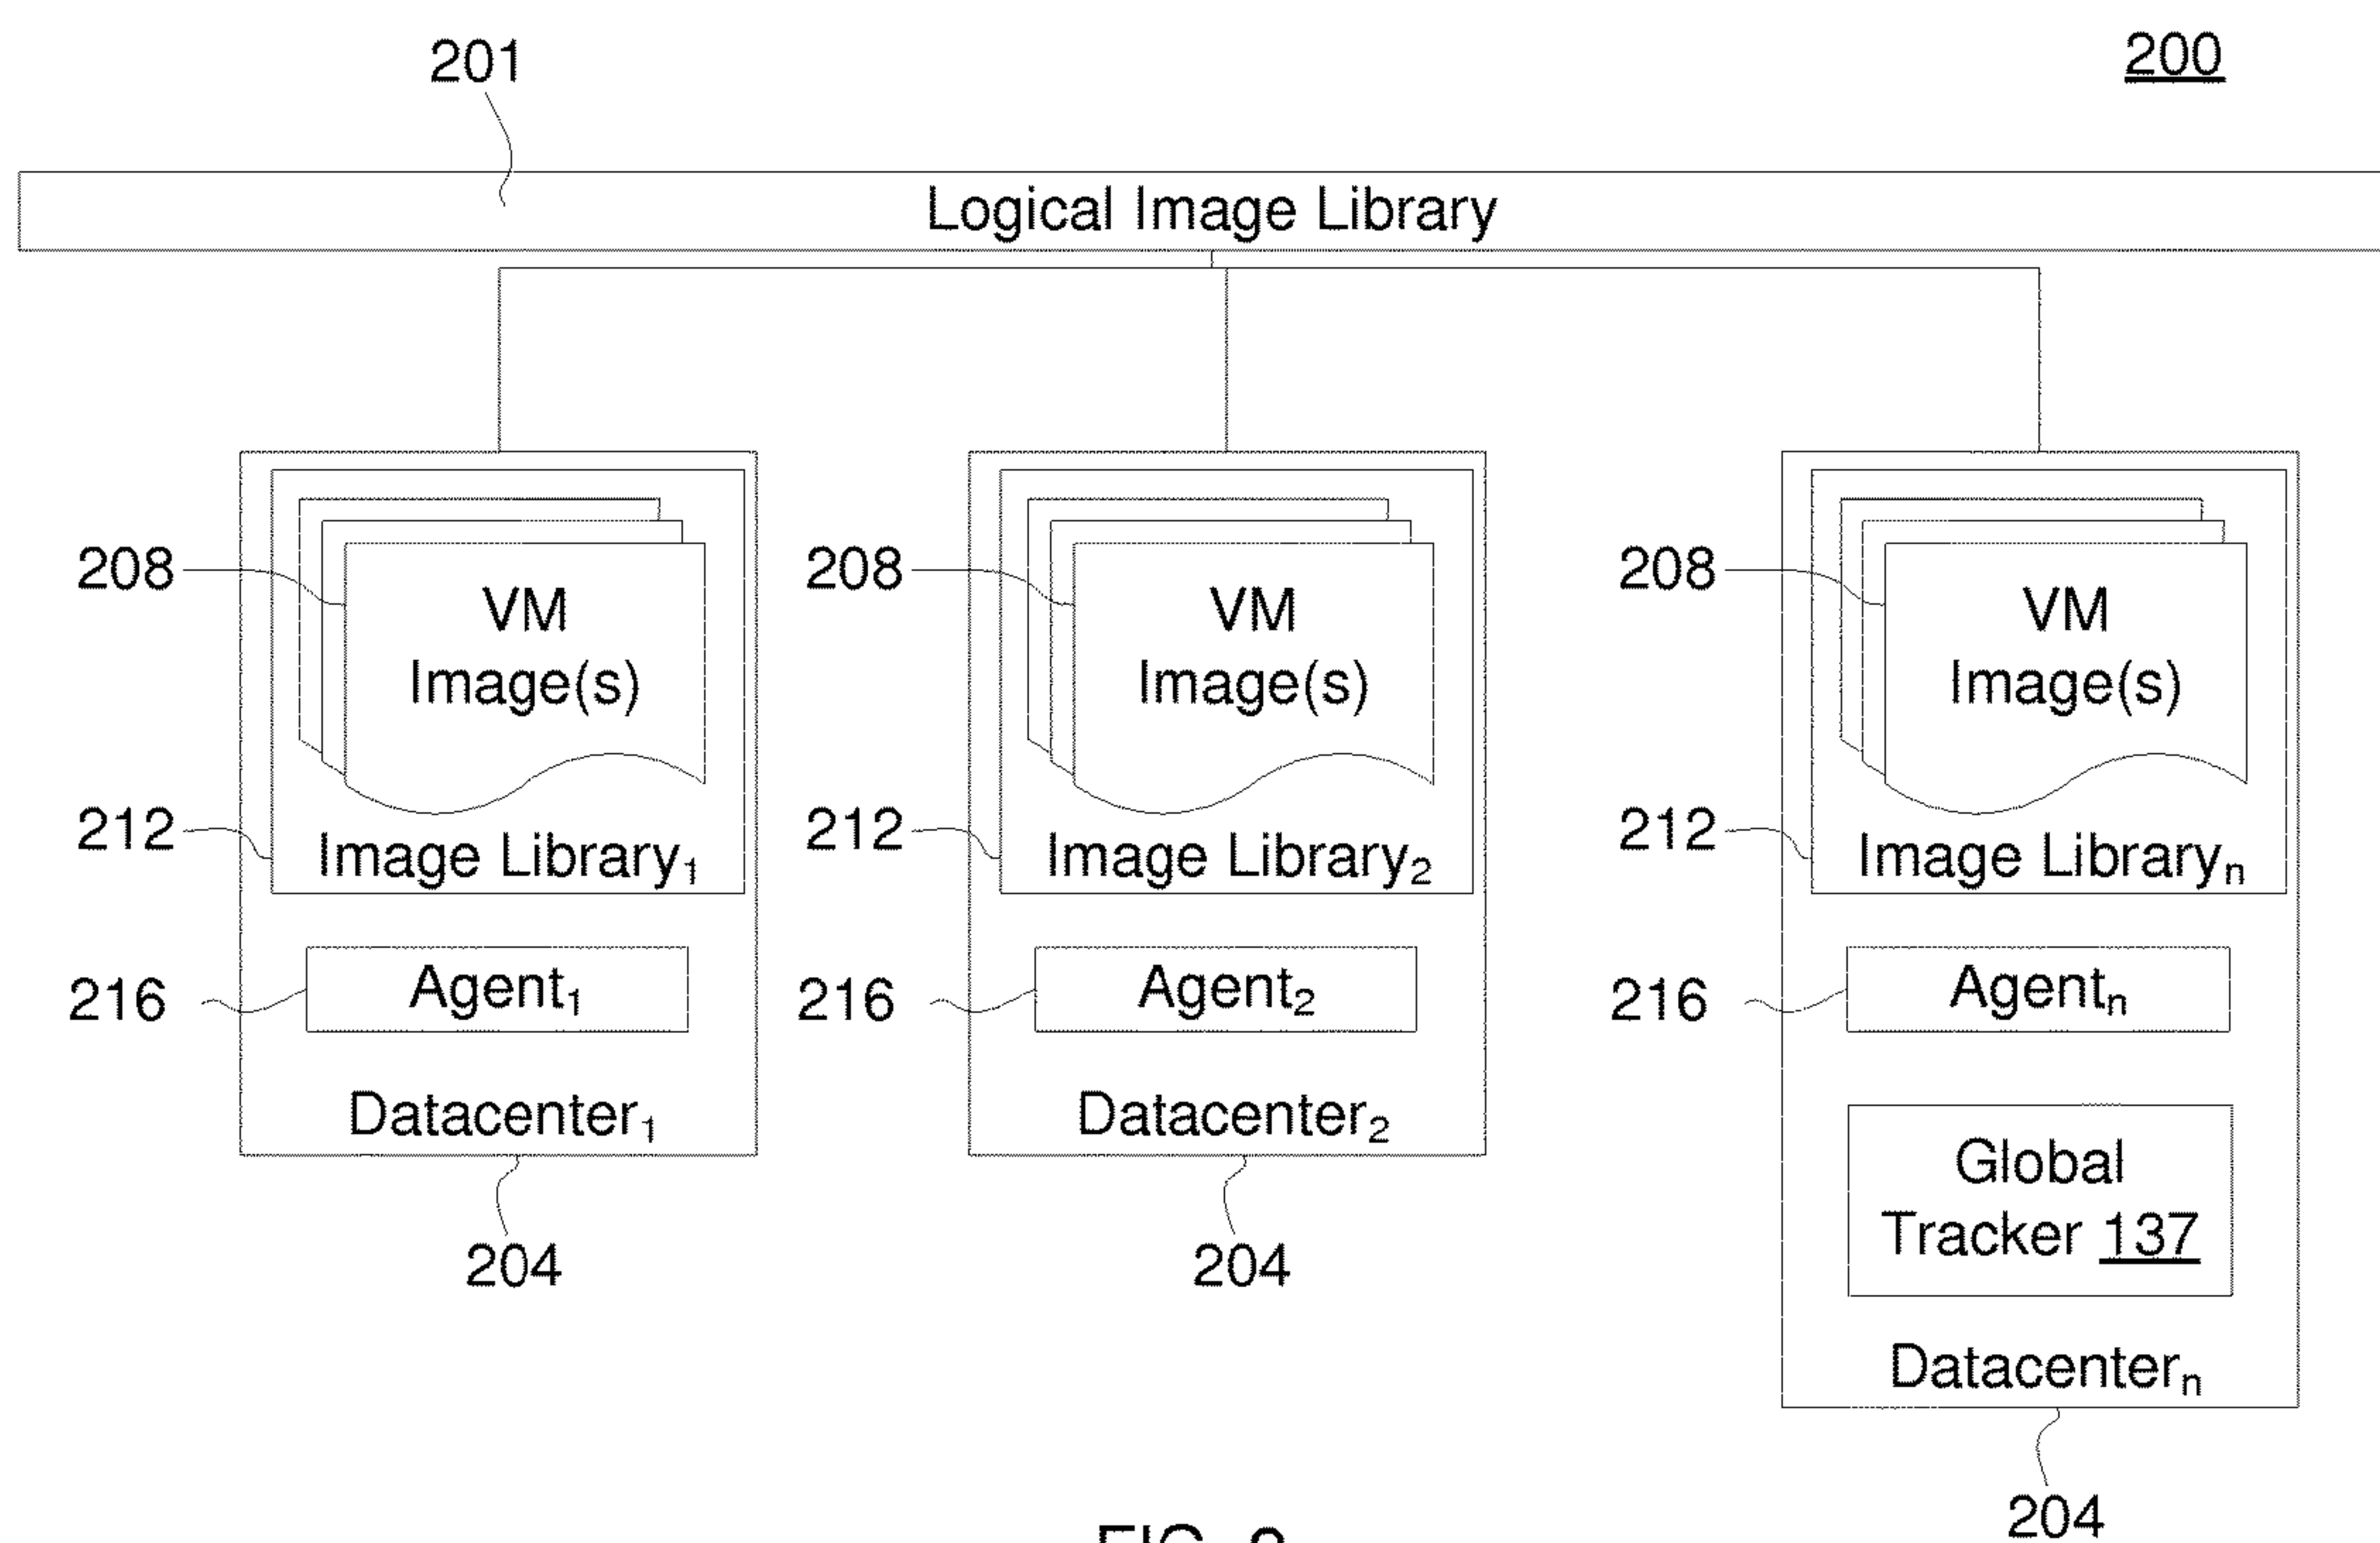 201
200
Logical Image Library
208
VM
Image(s)
212
Image Library₁
216
Agent₁
Datacenter₁
204
208
VM
Image(s)
212
Image Library₂
216
Agent₂
Datacenter₂
204
208
VM
Image(s)
212
Image Libraryₙ
216
Agentₙ
Global
Tracker 137
Datacenterₙ
204